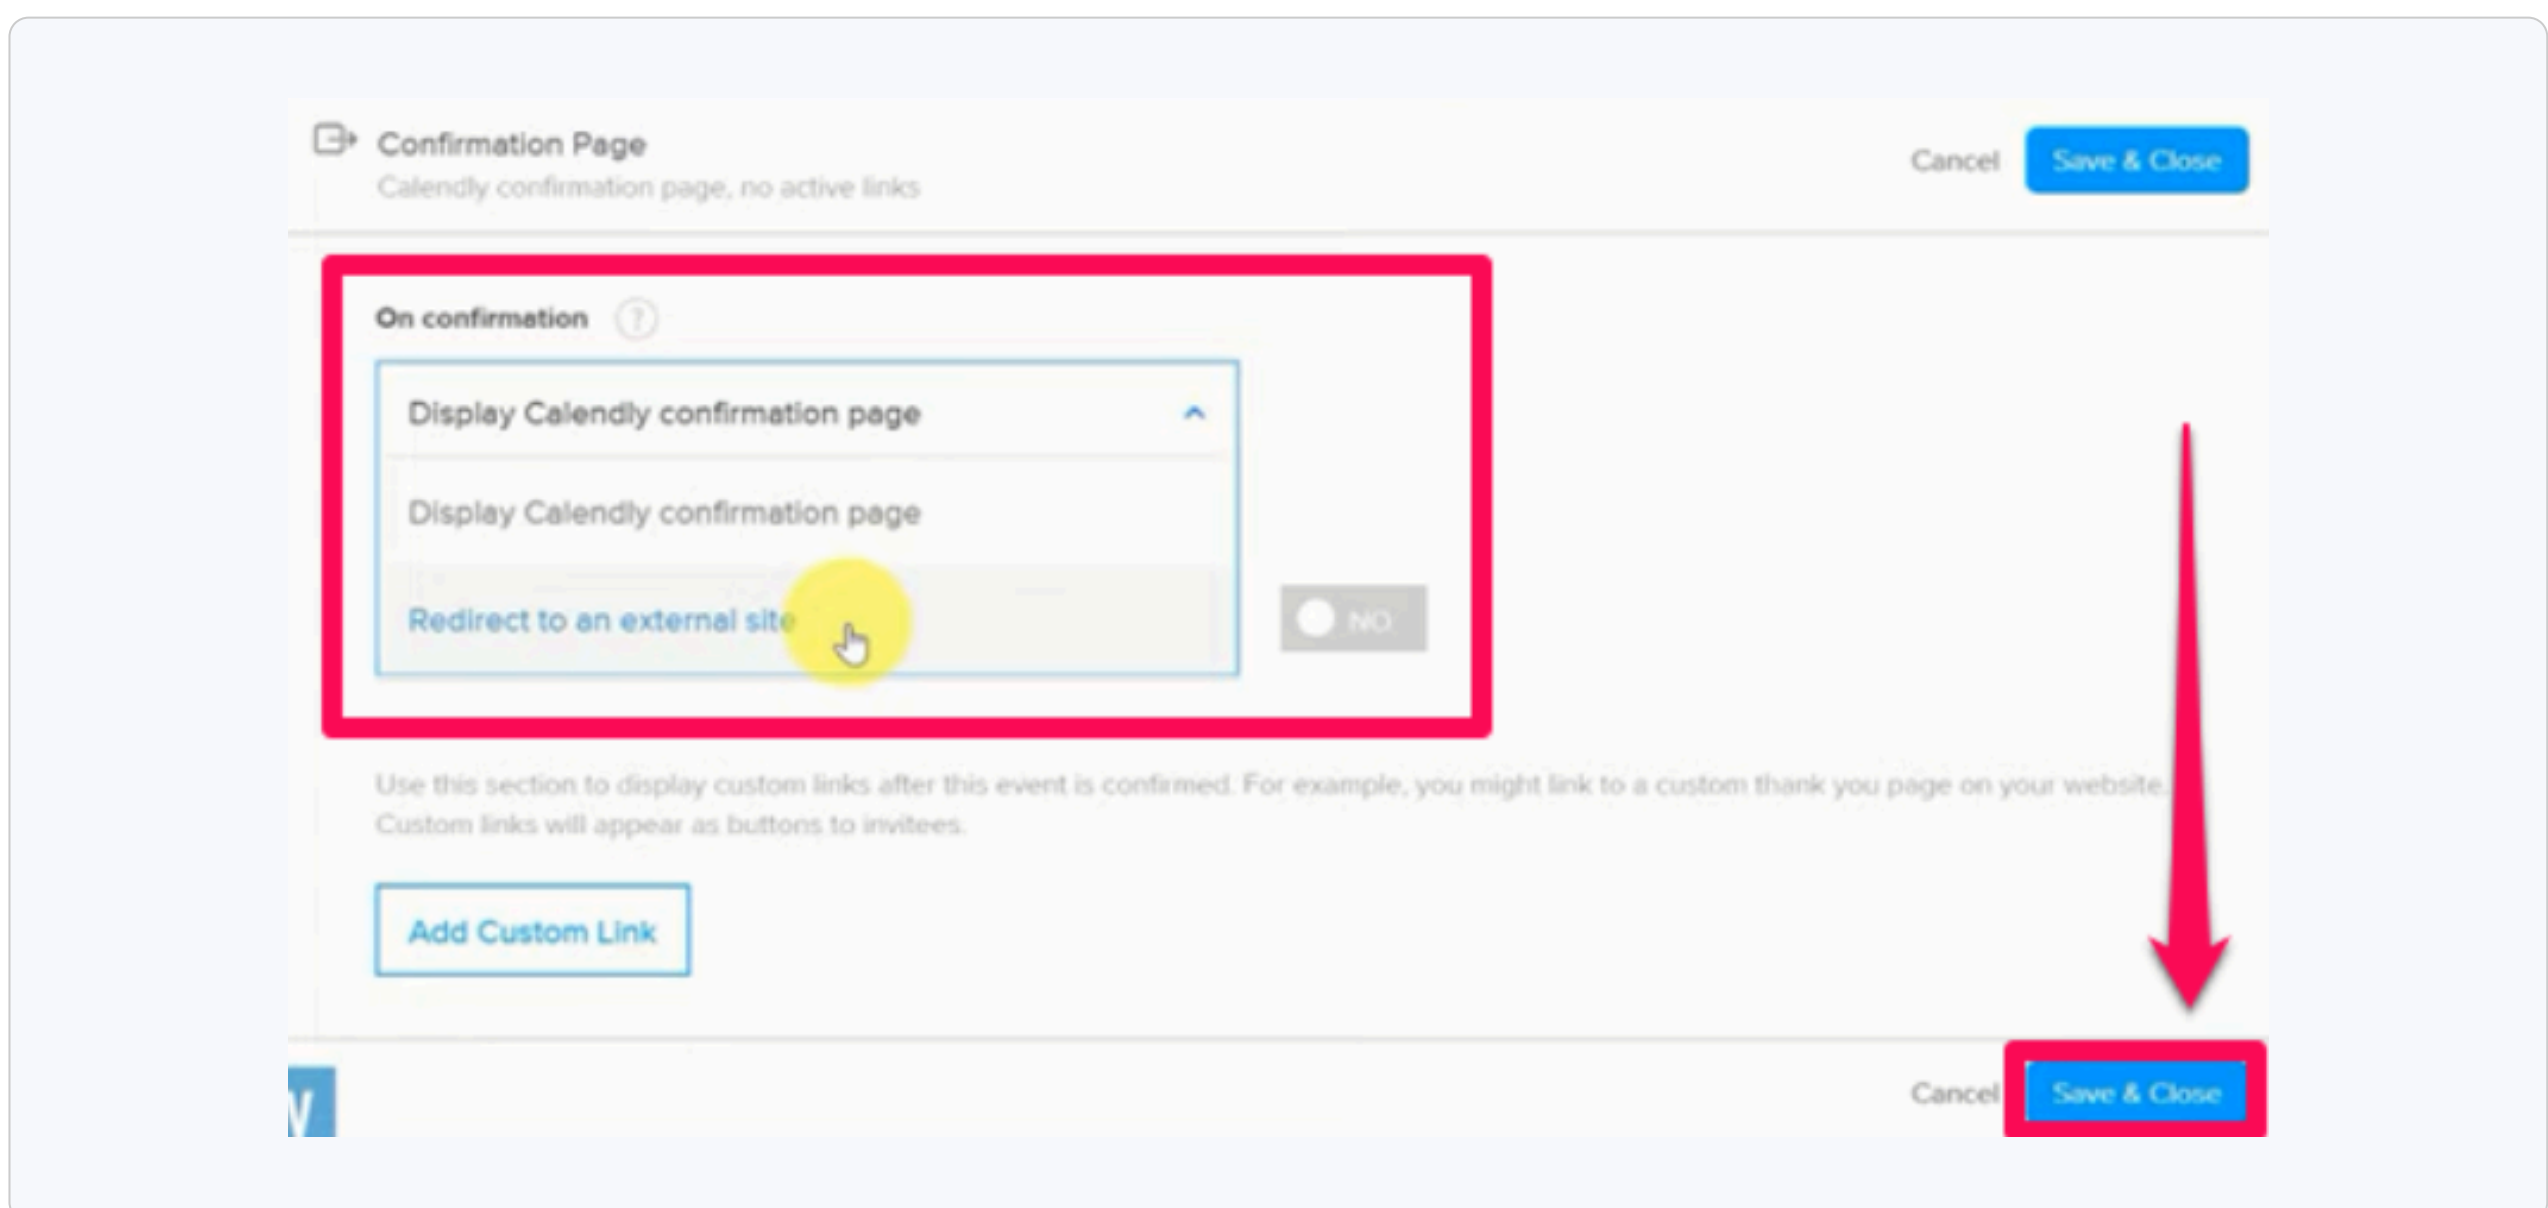 Confirmation Page
Cancel
Save & Close
Calendly confirmation page, no active links
On confirmation ?
Display Calendly confirmation page
Display Calendly confirmation page
Redirect to an external site
NO
Use this section to display custom links after this event is confirmed. For example, you might link to a custom thank you page on your website.
Custom links will appear as buttons to invitees.
Add Custom Link
Cancel
Save & Close